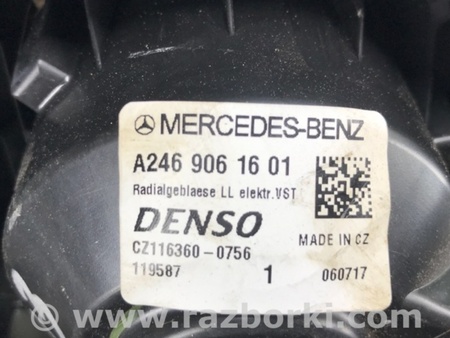 MERCEDES-BENZ
A246 906 16 01
Radialgeblaese LL elektr.VST
DENSO
MADE IN CZ
CZ116360-0756
119587 1 060717
www.razborki.com